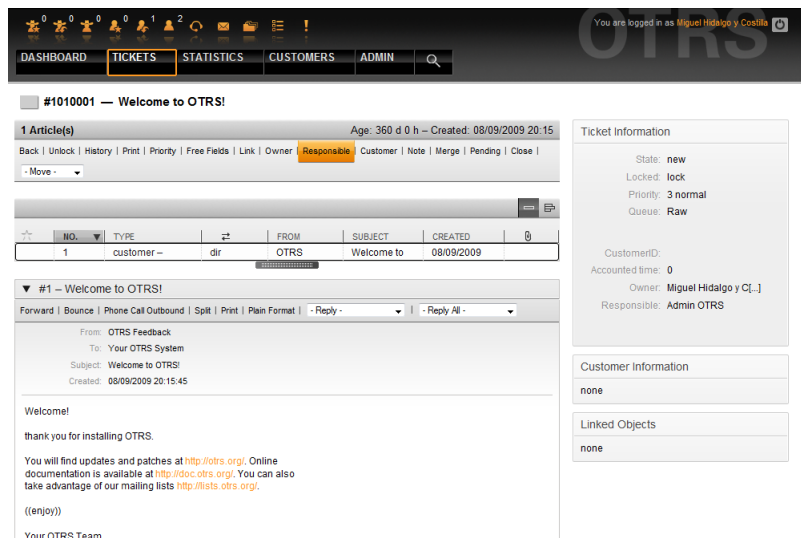 0 0 0 0 1 2
You are logged in as Miguel Hidalgo y Costilla
OTRS
DASHBOARD TICKETS STATISTICS CUSTOMERS ADMIN
#1010001 — Welcome to OTRS!
1 Article(s) Age: 360 d 0 h – Created: 08/09/2009 20:15
Back | Unlock | History | Print | Priority | Free Fields | Link | Owner | Responsible | Customer | Note | Merge | Pending | Close |
- Move -
NO. TYPE FROM SUBJECT CREATED
1 customer – dir OTRS Welcome to 08/09/2009
#1 – Welcome to OTRS!
Forward | Bounce | Phone Call Outbound | Split | Print | Plain Format | - Reply - | - Reply All -
From: OTRS Feedback
To: Your OTRS System
Subject: Welcome to OTRS!
Created: 08/09/2009 20:15:45
Welcome!
thank you for installing OTRS.
You will find updates and patches at http://otrs.org/. Online
documentation is available at http://doc.otrs.org/. You can also
take advantage of our mailing lists http://lists.otrs.org/.
((enjoy))
Your OTRS Team
Ticket Information
State: new
Locked: lock
Priority: 3 normal
Queue: Raw
CustomerID:
Accounted time: 0
Owner: Miguel Hidalgo y C[...]
Responsible: Admin OTRS
Customer Information
none
Linked Objects
none